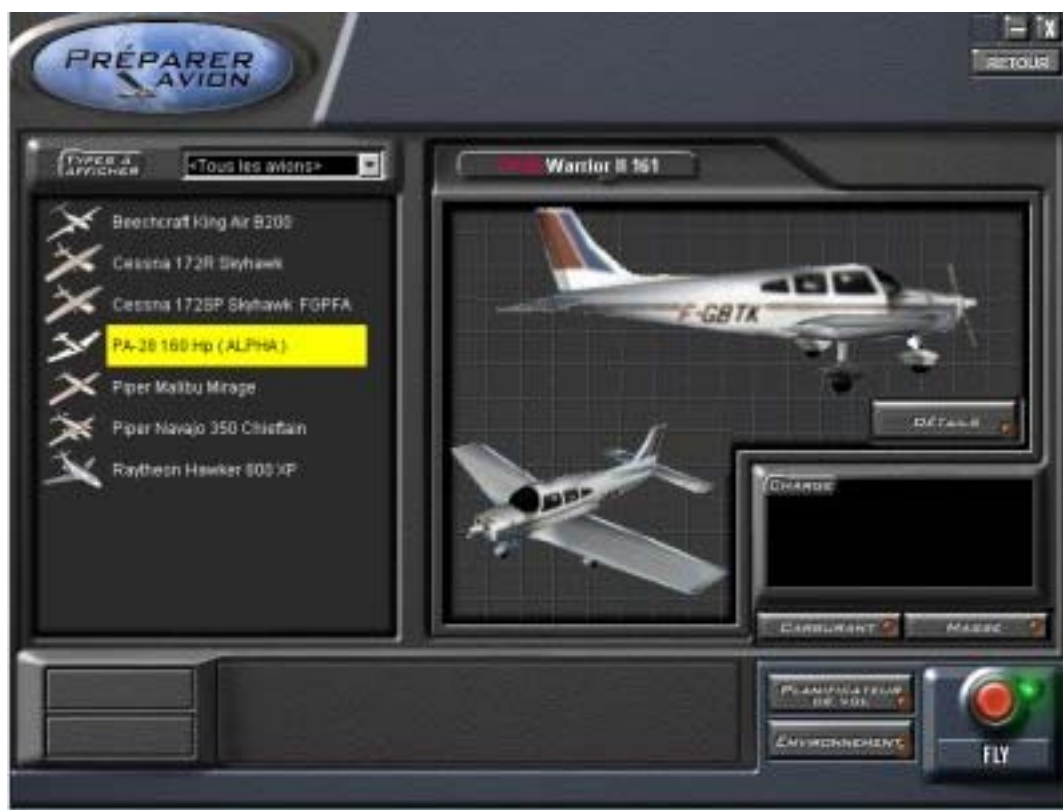 PRÉPARER
AVION
RETOUR
TYPES À
AFFICHER
<Tous les avions>
Warrior II 161
Beechcraft King Air B200
Cessna 172R Skyhawk
Cessna 172SP Skyhawk FGPFA
PA-28 160 Hp ( ALPHA )
Piper Malibu Mirage
Piper Navajo 350 Chieftain
Raytheon Hawker 800 XP
F-GBTK
DÉTAILS
CHARGE
CARBURANT
MASSE
PLANIFICATEUR
DE VOL
ENVIRONNEMENT
FLY